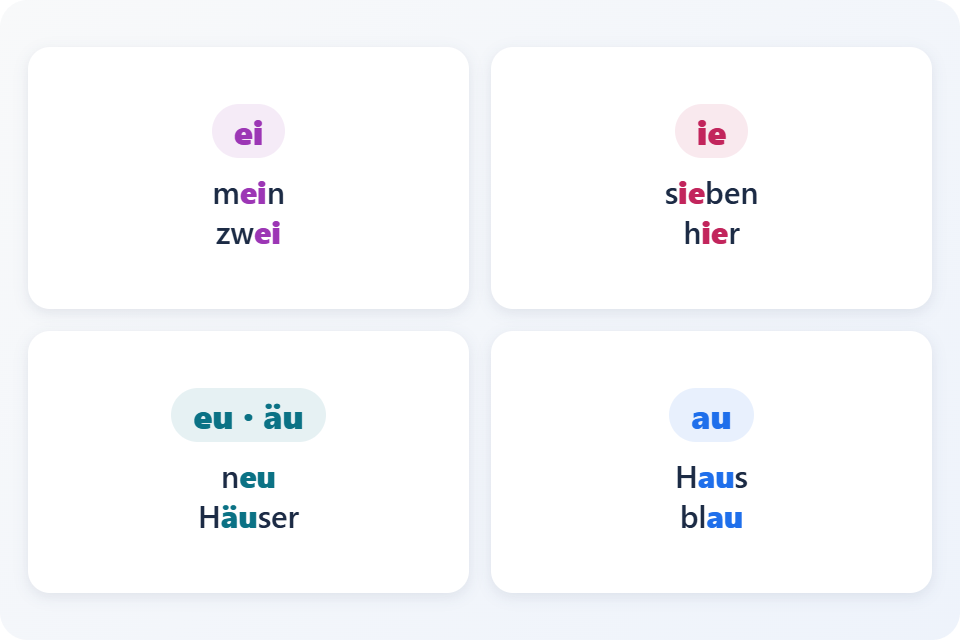 ei
mein
zwei
ie
sieben
hier
eu · äu
neu
Häuser
au
Haus
blau